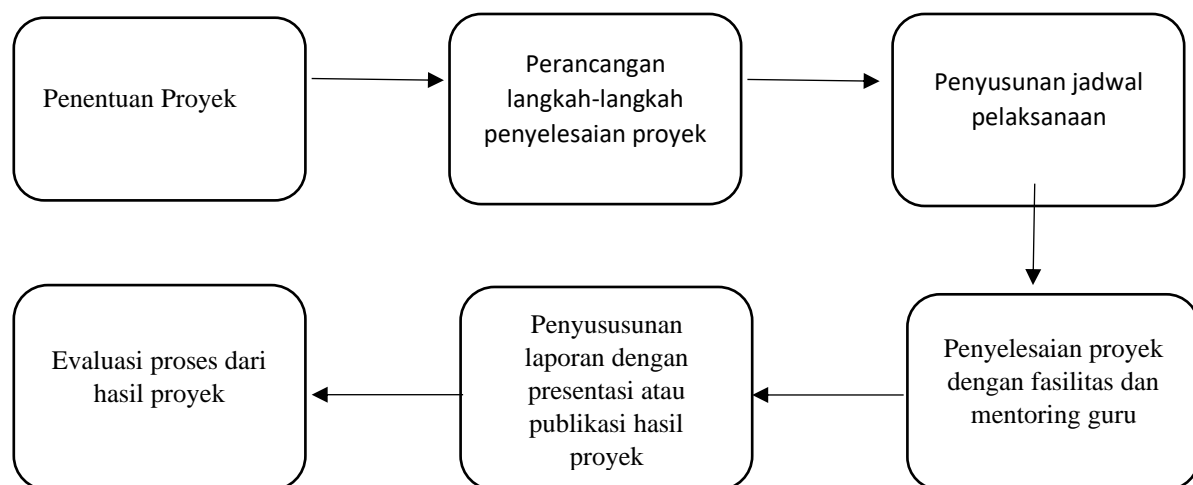 Penentuan Proyek
Perancangan
langkah-langkah
penyelesaian proyek
Penyusunan jadwal
pelaksanaan
Penyelesaian proyek
dengan fasilitas dan
mentoring guru
Penyususunan
laporan dengan
presentasi atau
publikasi hasil
proyek
Evaluasi proses dari
hasil proyek